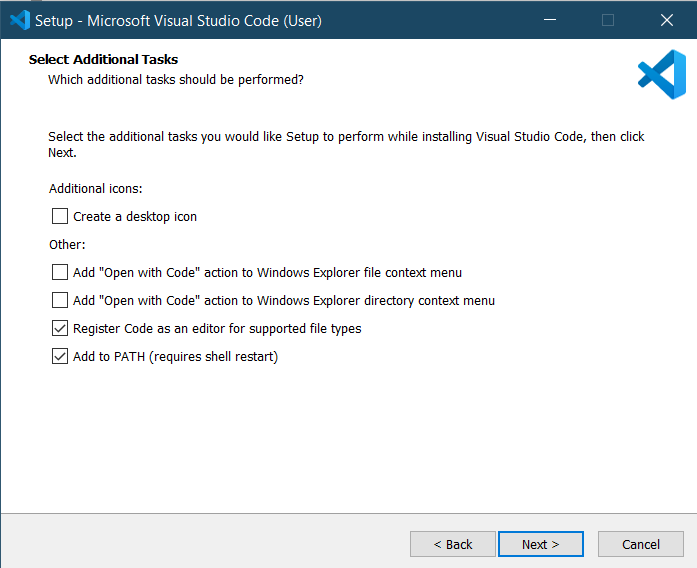 Setup - Microsoft Visual Studio Code (User)
Select Additional Tasks
Which additional tasks should be performed?
Select the additional tasks you would like Setup to perform while installing Visual Studio Code, then click
Next.
Additional icons:
Create a desktop icon
Other:
Add "Open with Code" action to Windows Explorer file context menu
Add "Open with Code" action to Windows Explorer directory context menu
Register Code as an editor for supported file types
Add to PATH (requires shell restart)
< Back Next > Cancel